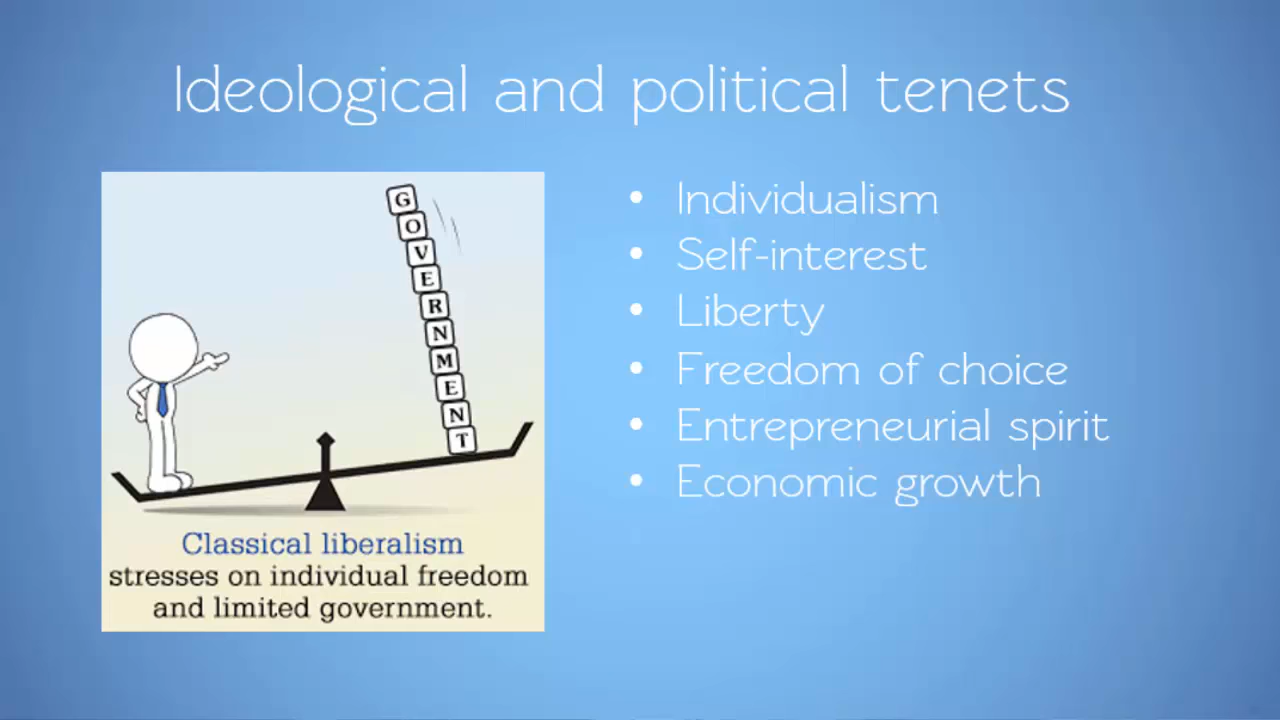 Ideological and political tenets
GOVERNMENT
Classical liberalism
stresses on individual freedom
and limited government.
• Individualism
• Self-interest
• Liberty
• Freedom of choice
• Entrepreneurial spirit
• Economic growth